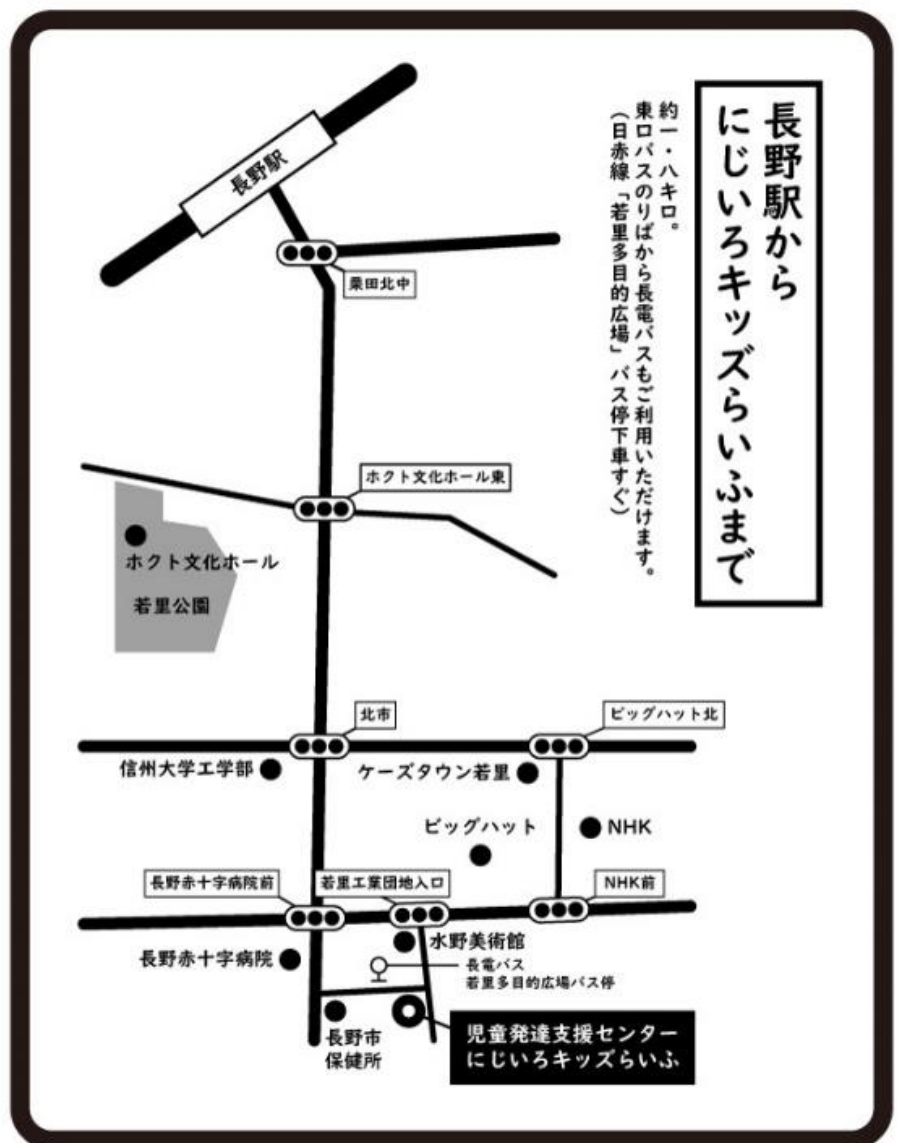 長野駅から
にじいろキッズらいふまで
約一・八キロ。
東口バスのりばから長電バスもご利用いただけます。
（日赤線「若里多目的広場」バス停下車すぐ）
長野駅
栗田北中
ホクト文化ホール東
ホクト文化ホール
若里公園
北市
ビッグハット北
信州大学工学部
ケーズタウン若里
ビッグハット
NHK
長野赤十字病院前
若里工業団地入口
NHK前
長野赤十字病院
水野美術館
長電バス
若里多目的広場バス停
長野市
保健所
児童発達支援センター
にじいろキッズらいふ